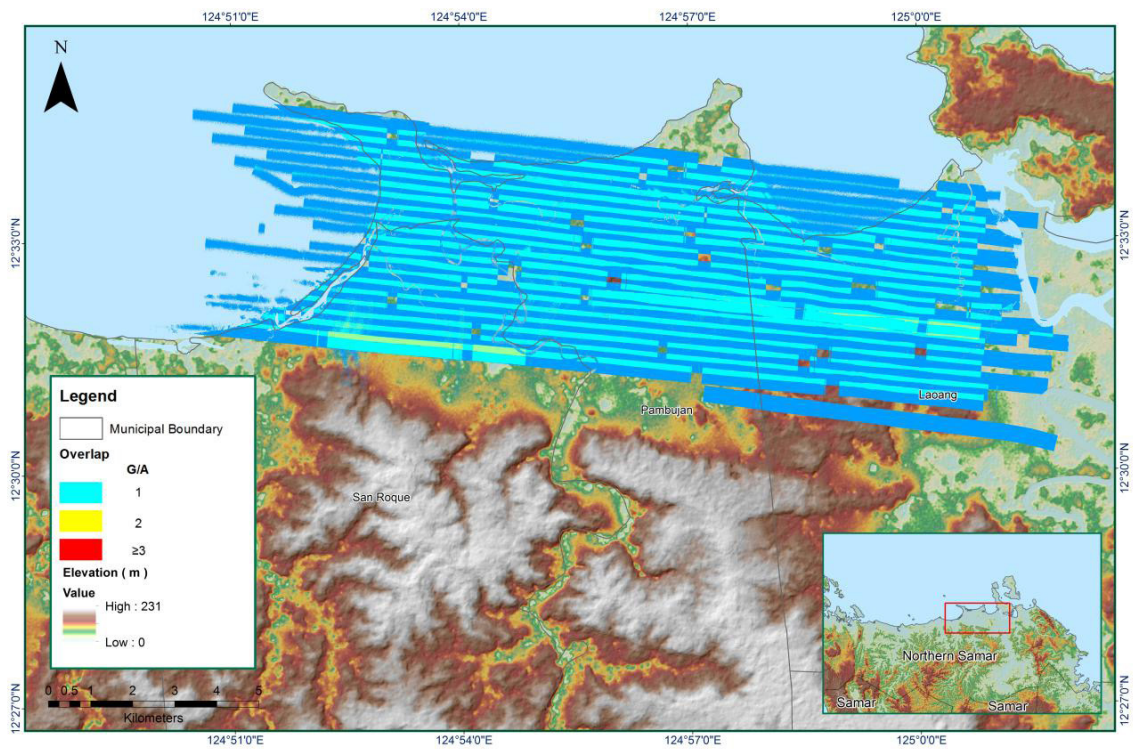 124°51'0"E 124°54'0"E 124°57'0"E 125°0'0"E
N
12°33'0"N 12°33'0"N
Laoang
Pambujan
12°30'0"N 12°30'0"N
San Roque
Legend
Municipal Boundary
Overlap
G/A
1
2
≥3
Elevation ( m )
Value
High : 231
Low : 0
0 0.5 1 2 3 4 5
Kilometers
Northern Samar
Samar Samar
12°27'0"N 12°27'0"N
124°51'0"E 124°54'0"E 124°57'0"E 125°0'0"E